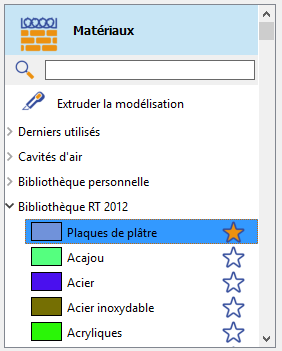 Matériaux
Extruder la modélisation
Derniers utilisés
Cavités d'air
Bibliothèque personnelle
Bibliothèque RT 2012
Plaques de plâtre
Acajou
Acier
Acier inoxydable
Acryliques